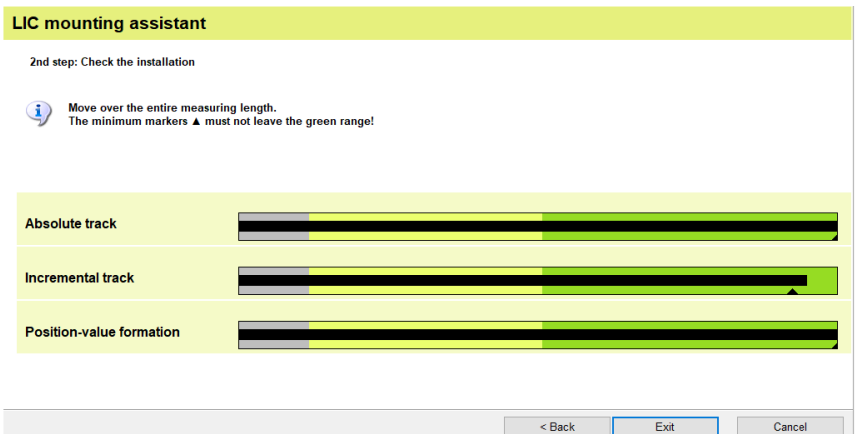 LIC mounting assistant
2nd step: Check the installation
Move over the entire measuring length.
The minimum markers ▲ must not leave the green range!
Absolute track
Incremental track
Position-value formation
< Back
Exit
Cancel